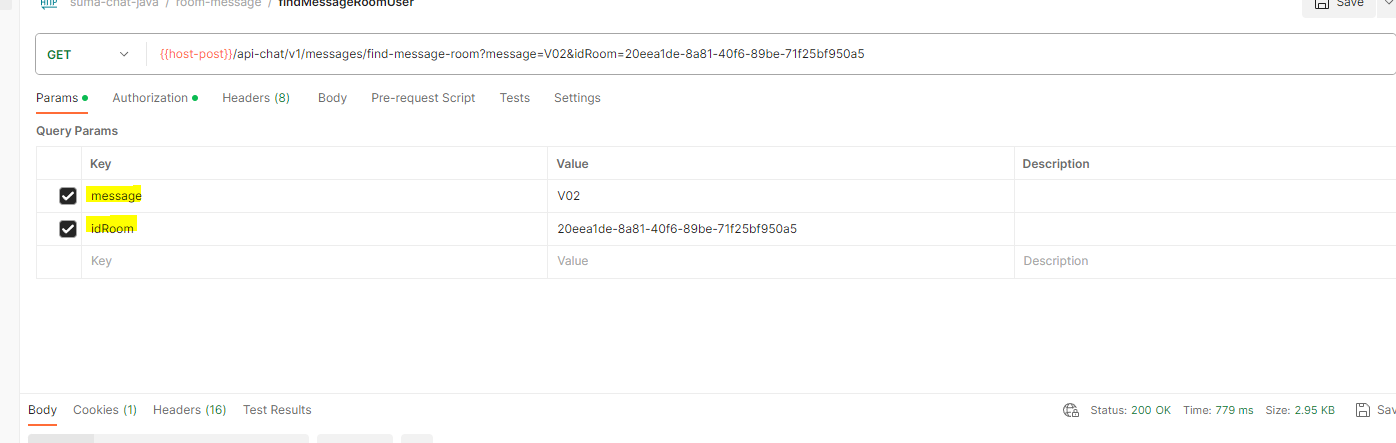 HTTP suma-chat-java / room-message / findMessageRoomUser Save
GET {{host-post}}/api-chat/v1/messages/find-message-room?message=V02&idRoom=20eea1de-8a81-40f6-89be-71f25bf950a5
Params Authorization Headers (8) Body Pre-request Script Tests Settings
Query Params
Key Value Description
message V02
idRoom 20eea1de-8a81-40f6-89be-71f25bf950a5
Key Value Description
Body Cookies (1) Headers (16) Test Results Status: 200 OK Time: 779 ms Size: 2.95 KB Sav